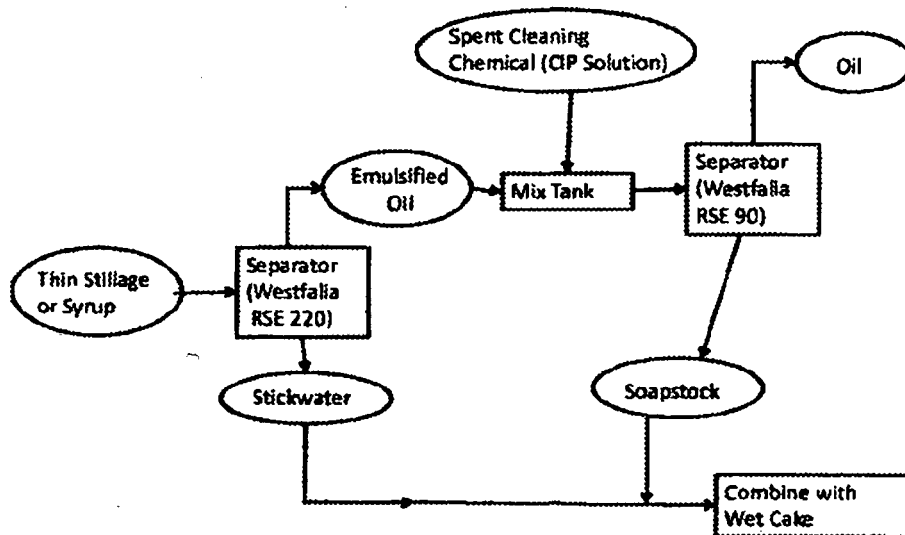 Spent Cleaning
Chemical (CIP Solution)
Oil
Emulsified
Oil
Mix Tank
Separator
(Westfalia
RSE 90)
Thin Stillage
or Syrup
Separator
(Westfalia
RSE 220)
Stickwater
Soapstock
Combine with
Wet Cake